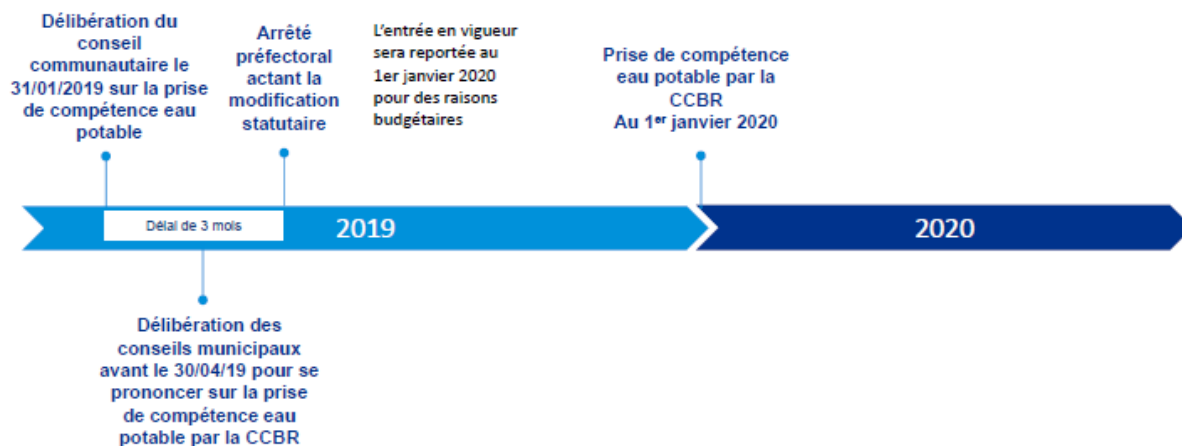 Délibération du
conseil
communautaire le
31/01/2019 sur la prise
de compétence eau
potable
Arrêté
préfectoral
actant la
modification
statutaire
L'entrée en vigueur
sera reportée au
1er janvier 2020
pour des raisons
budgétaires
Prise de compétence
eau potable par la
CCBR
Au 1er janvier 2020
Délai de 3 mois
2019
2020
Délibération des
conseils municipaux
avant le 30/04/19 pour se
prononcer sur la prise
de compétence eau
potable par la CCBR